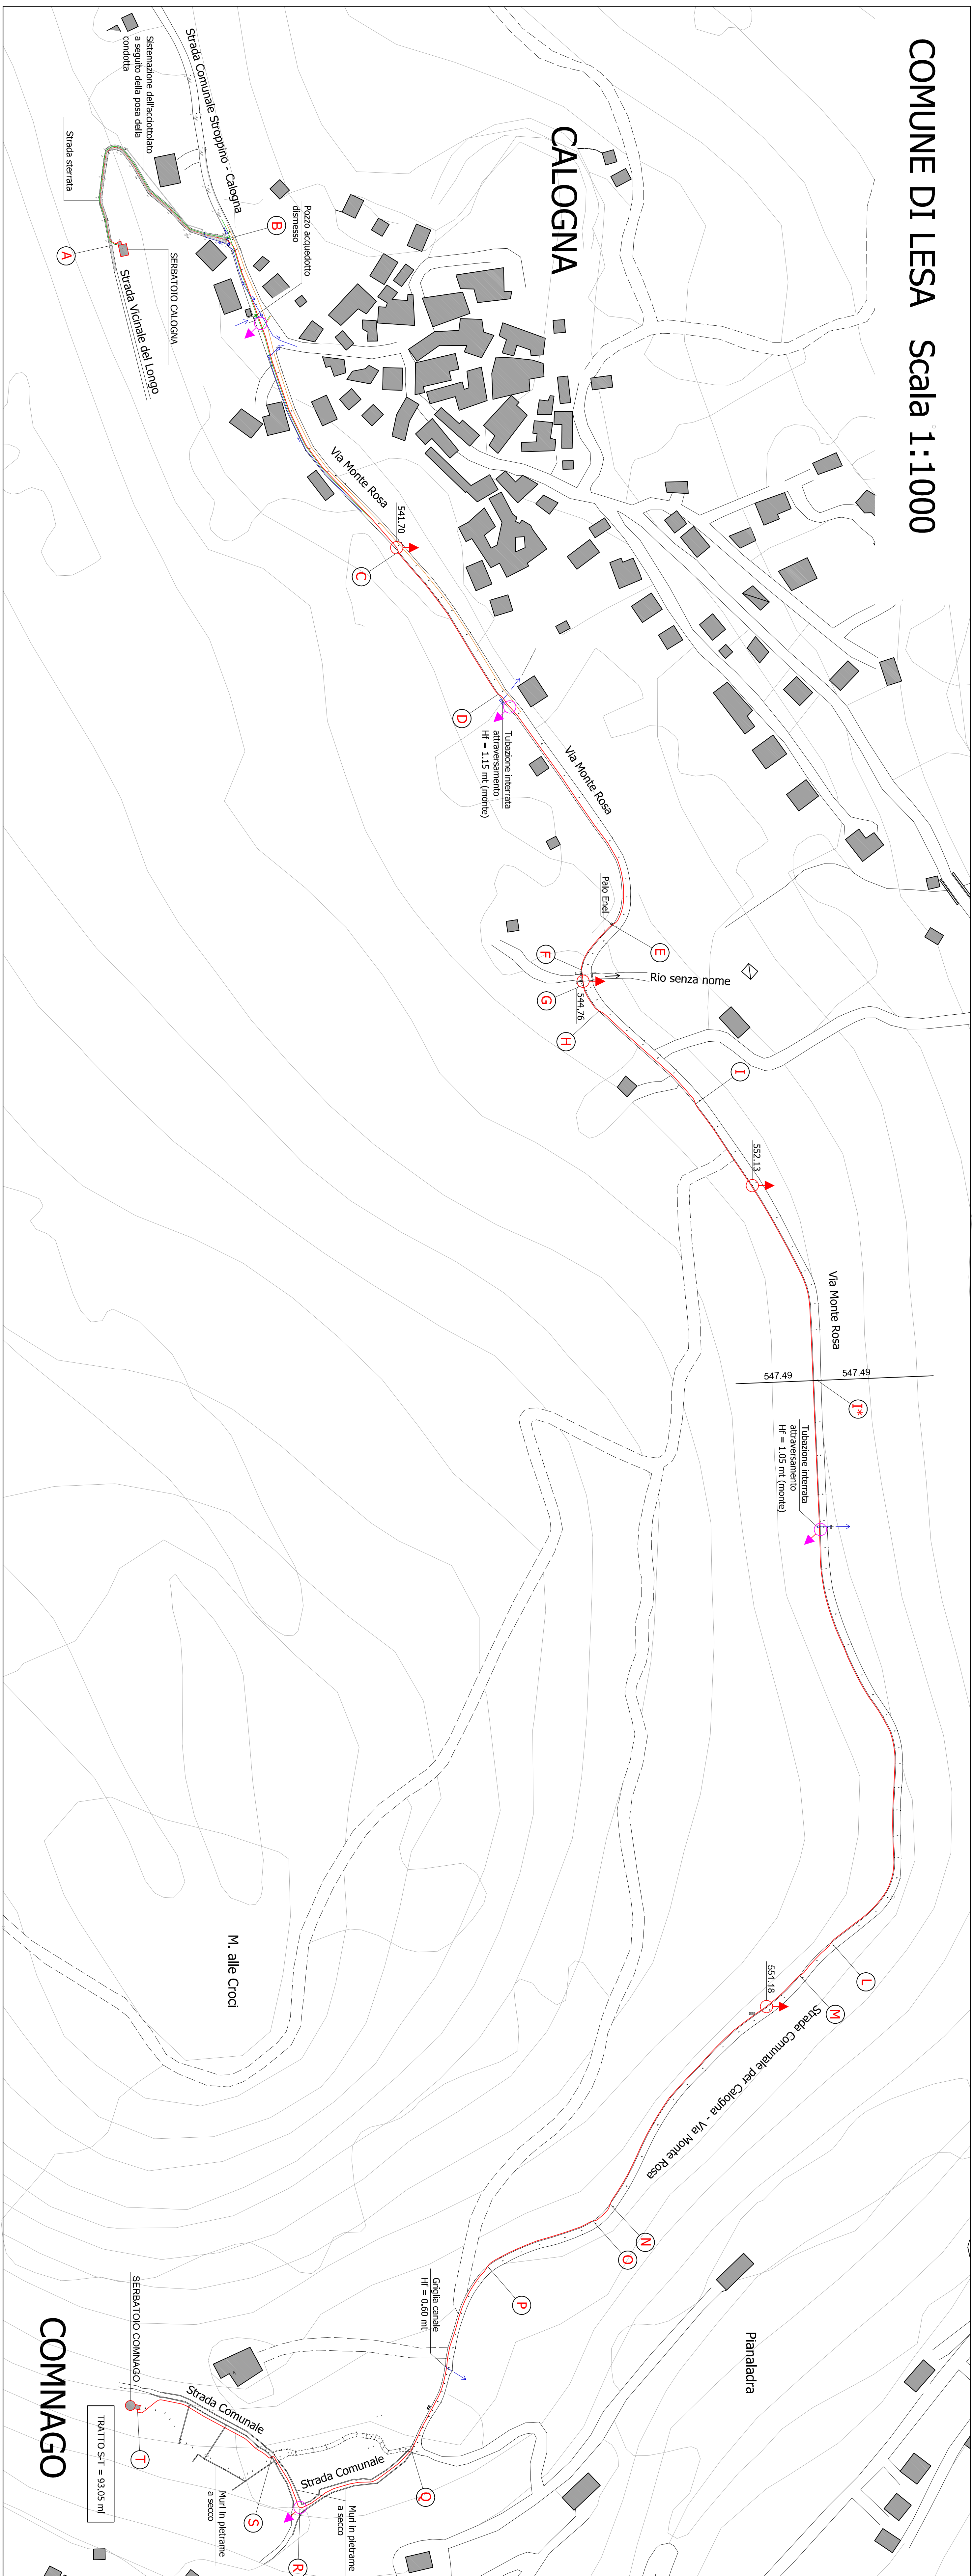 COMUNE DI LESA Scala 1:1000
CALOGNA
Strada Comunale Stroppino - Calogna
Sistemazione dell'acciottolato
a seguito della posa della
condotta
Strada sterrata
A
SERBATOIO CALOGNA
Strada Vicinale del Longo
B
Pozzo acquedotto
dismesso
Via Monte Rosa
541.70
C
D
Tubazione interrata
attraversamento
Hf = 1.15 mt (monte)
Via Monte Rosa
Palo Enel
E
F
G
544.76
Rio senza nome
H
I
552.13
Via Monte Rosa
547.49
547.49
I*
Tubazione interrata
attraversamento
Hf = 1.05 mt (monte)
L
M
551.18
Strada Comunale per Calogna - Via Monte Rosa
M. alle Croci
N
O
P
Griglia canale
Hf = 0.60 mt
Pianaladra
Q
Strada Comunale
Muri in pietrame
a secco
R
S
Muri in pietrame
a secco
Strada Comunale
T
SERBATOIO COMNAGO
TRATTO S-T = 93.05 ml
COMNAGO